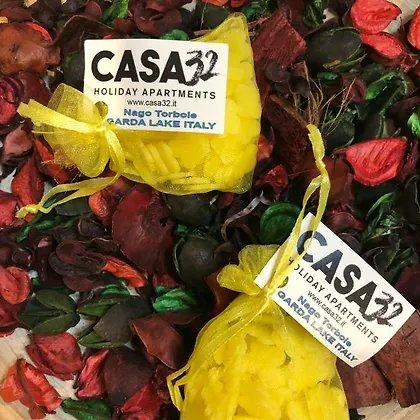 CASA32
HOLIDAY APARTMENTS
www.casa32.it
Nago Torbole
GARDA LAKE ITALY
CASA32
HOLIDAY APARTMENTS
www.casa32.it
Nago Torbole
GARDA LAKE ITALY